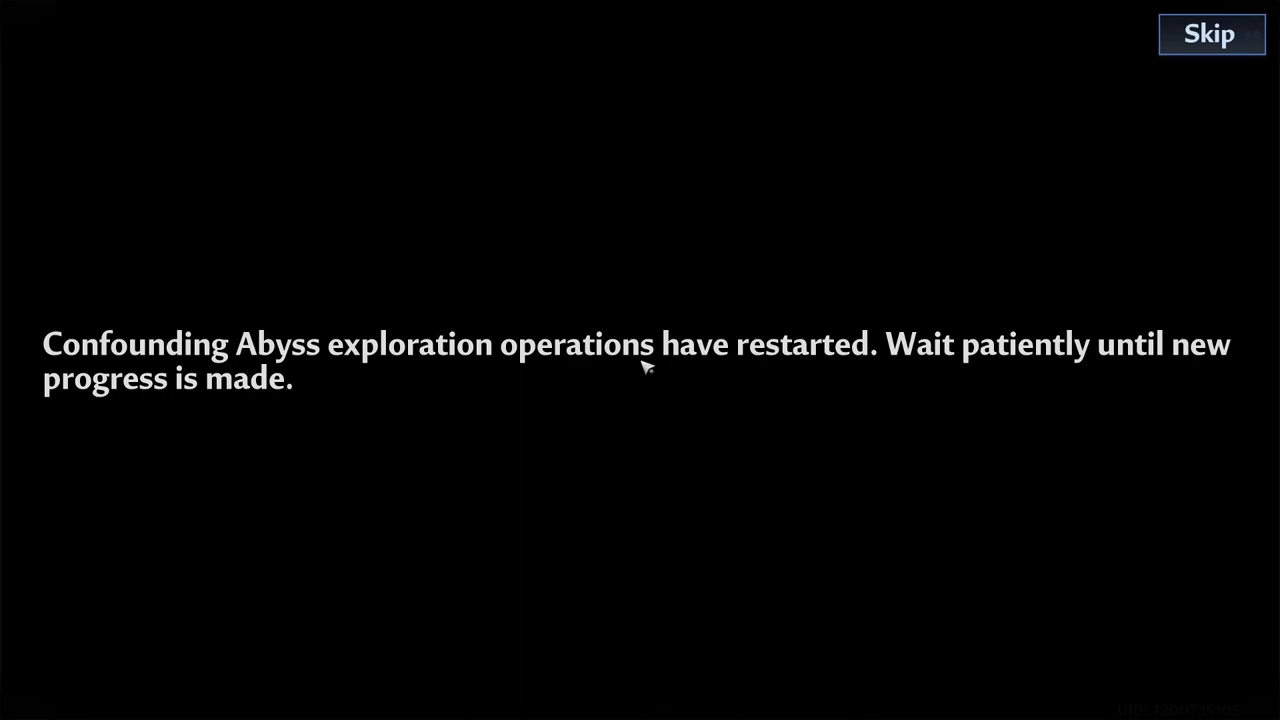 Skip
Confounding Abyss exploration operations have restarted. Wait patiently until new
progress is made.